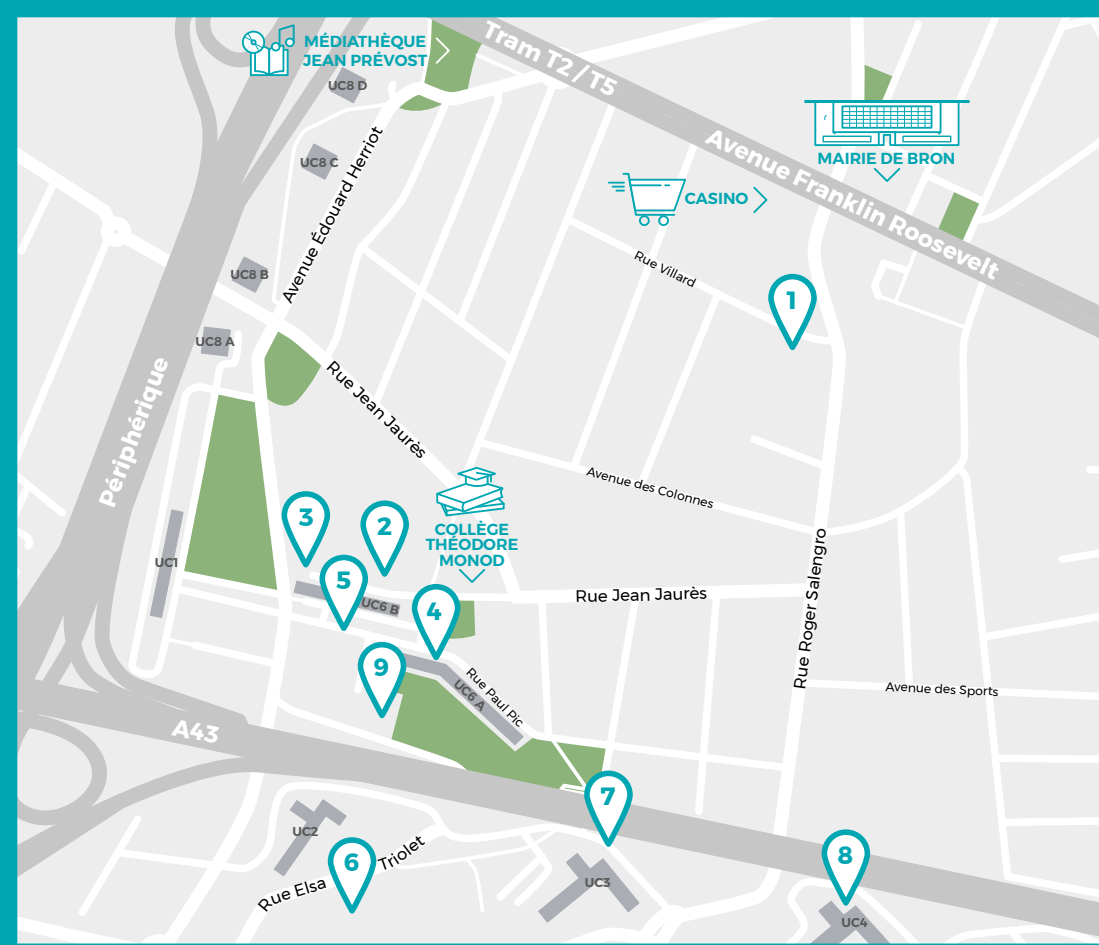 MÉDIATHÈQUE
JEAN PRÉVOST
Tram T2 / T5
UC8 D
Avenue Franklin Roosevelt
MAIRIE DE BRON
UC8 C
Avenue Édouard Herriot
CASINO
UC8 B
Rue Villard
1
UC8 A
Périphérique
Rue Jean Jaurès
Avenue des Colonnes
3
2
COLLÈGE
THÉODORE
MONOD
UC1
5
UC6 B
4
Rue Jean Jaurès
Rue Roger Salengro
9
UC6 A
Rue Paul Pic
Avenue des Sports
A43
7
UC2
6
Rue Elsa Triolet
8
UC3
UC4